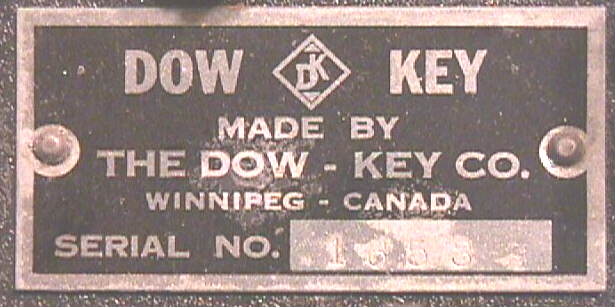 DOW DK KEY
MADE BY
THE DOW - KEY CO.
WINNIPEG - CANADA
SERIAL NO.